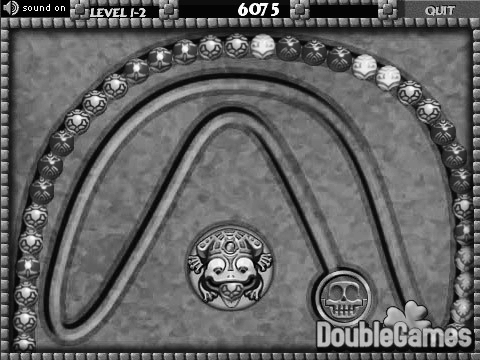 sound on
LEVEL 1-2
6075
QUIT
DOUBLEGAMES